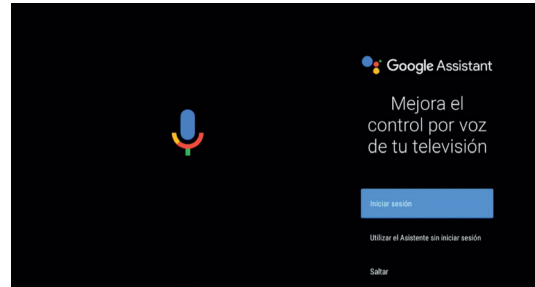 Google Assistant
Mejora el
control por voz
de tu televisión
Iniciar sesión
Utilizar el Asistente sin iniciar sesión
Saltar